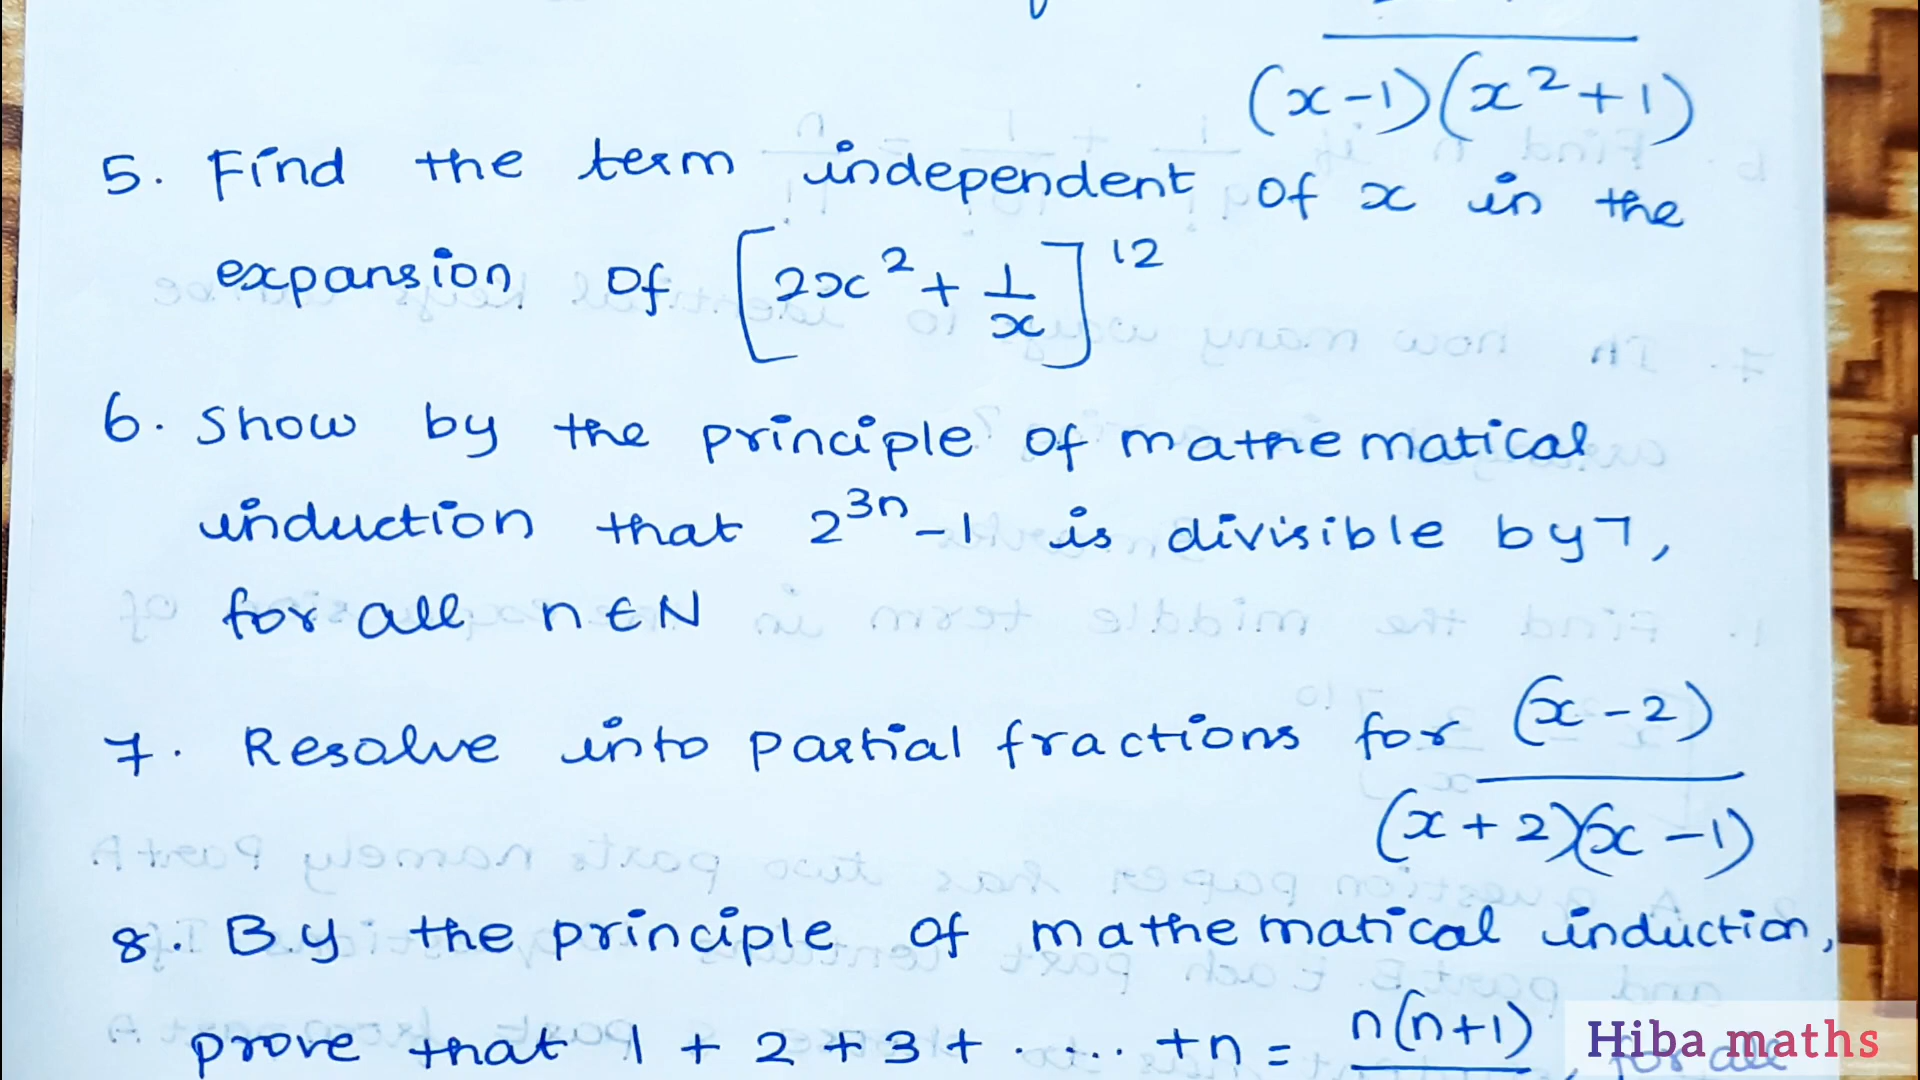 (x-1)(x²+1)
5. Find the term independent of x in the
expansion of [2x² + 1/x]¹²
6. Show by the principle of mathematical
induction that 2³ⁿ-1 is divisible by 7,
for all n ∈ N
7. Resolve into partial fractions for (x-2)
(x+2)(x-1)
8. By the principle of mathematical induction,
prove that 1 + 2 + 3 + ..... + n = n(n+1) , for all
Hiba maths